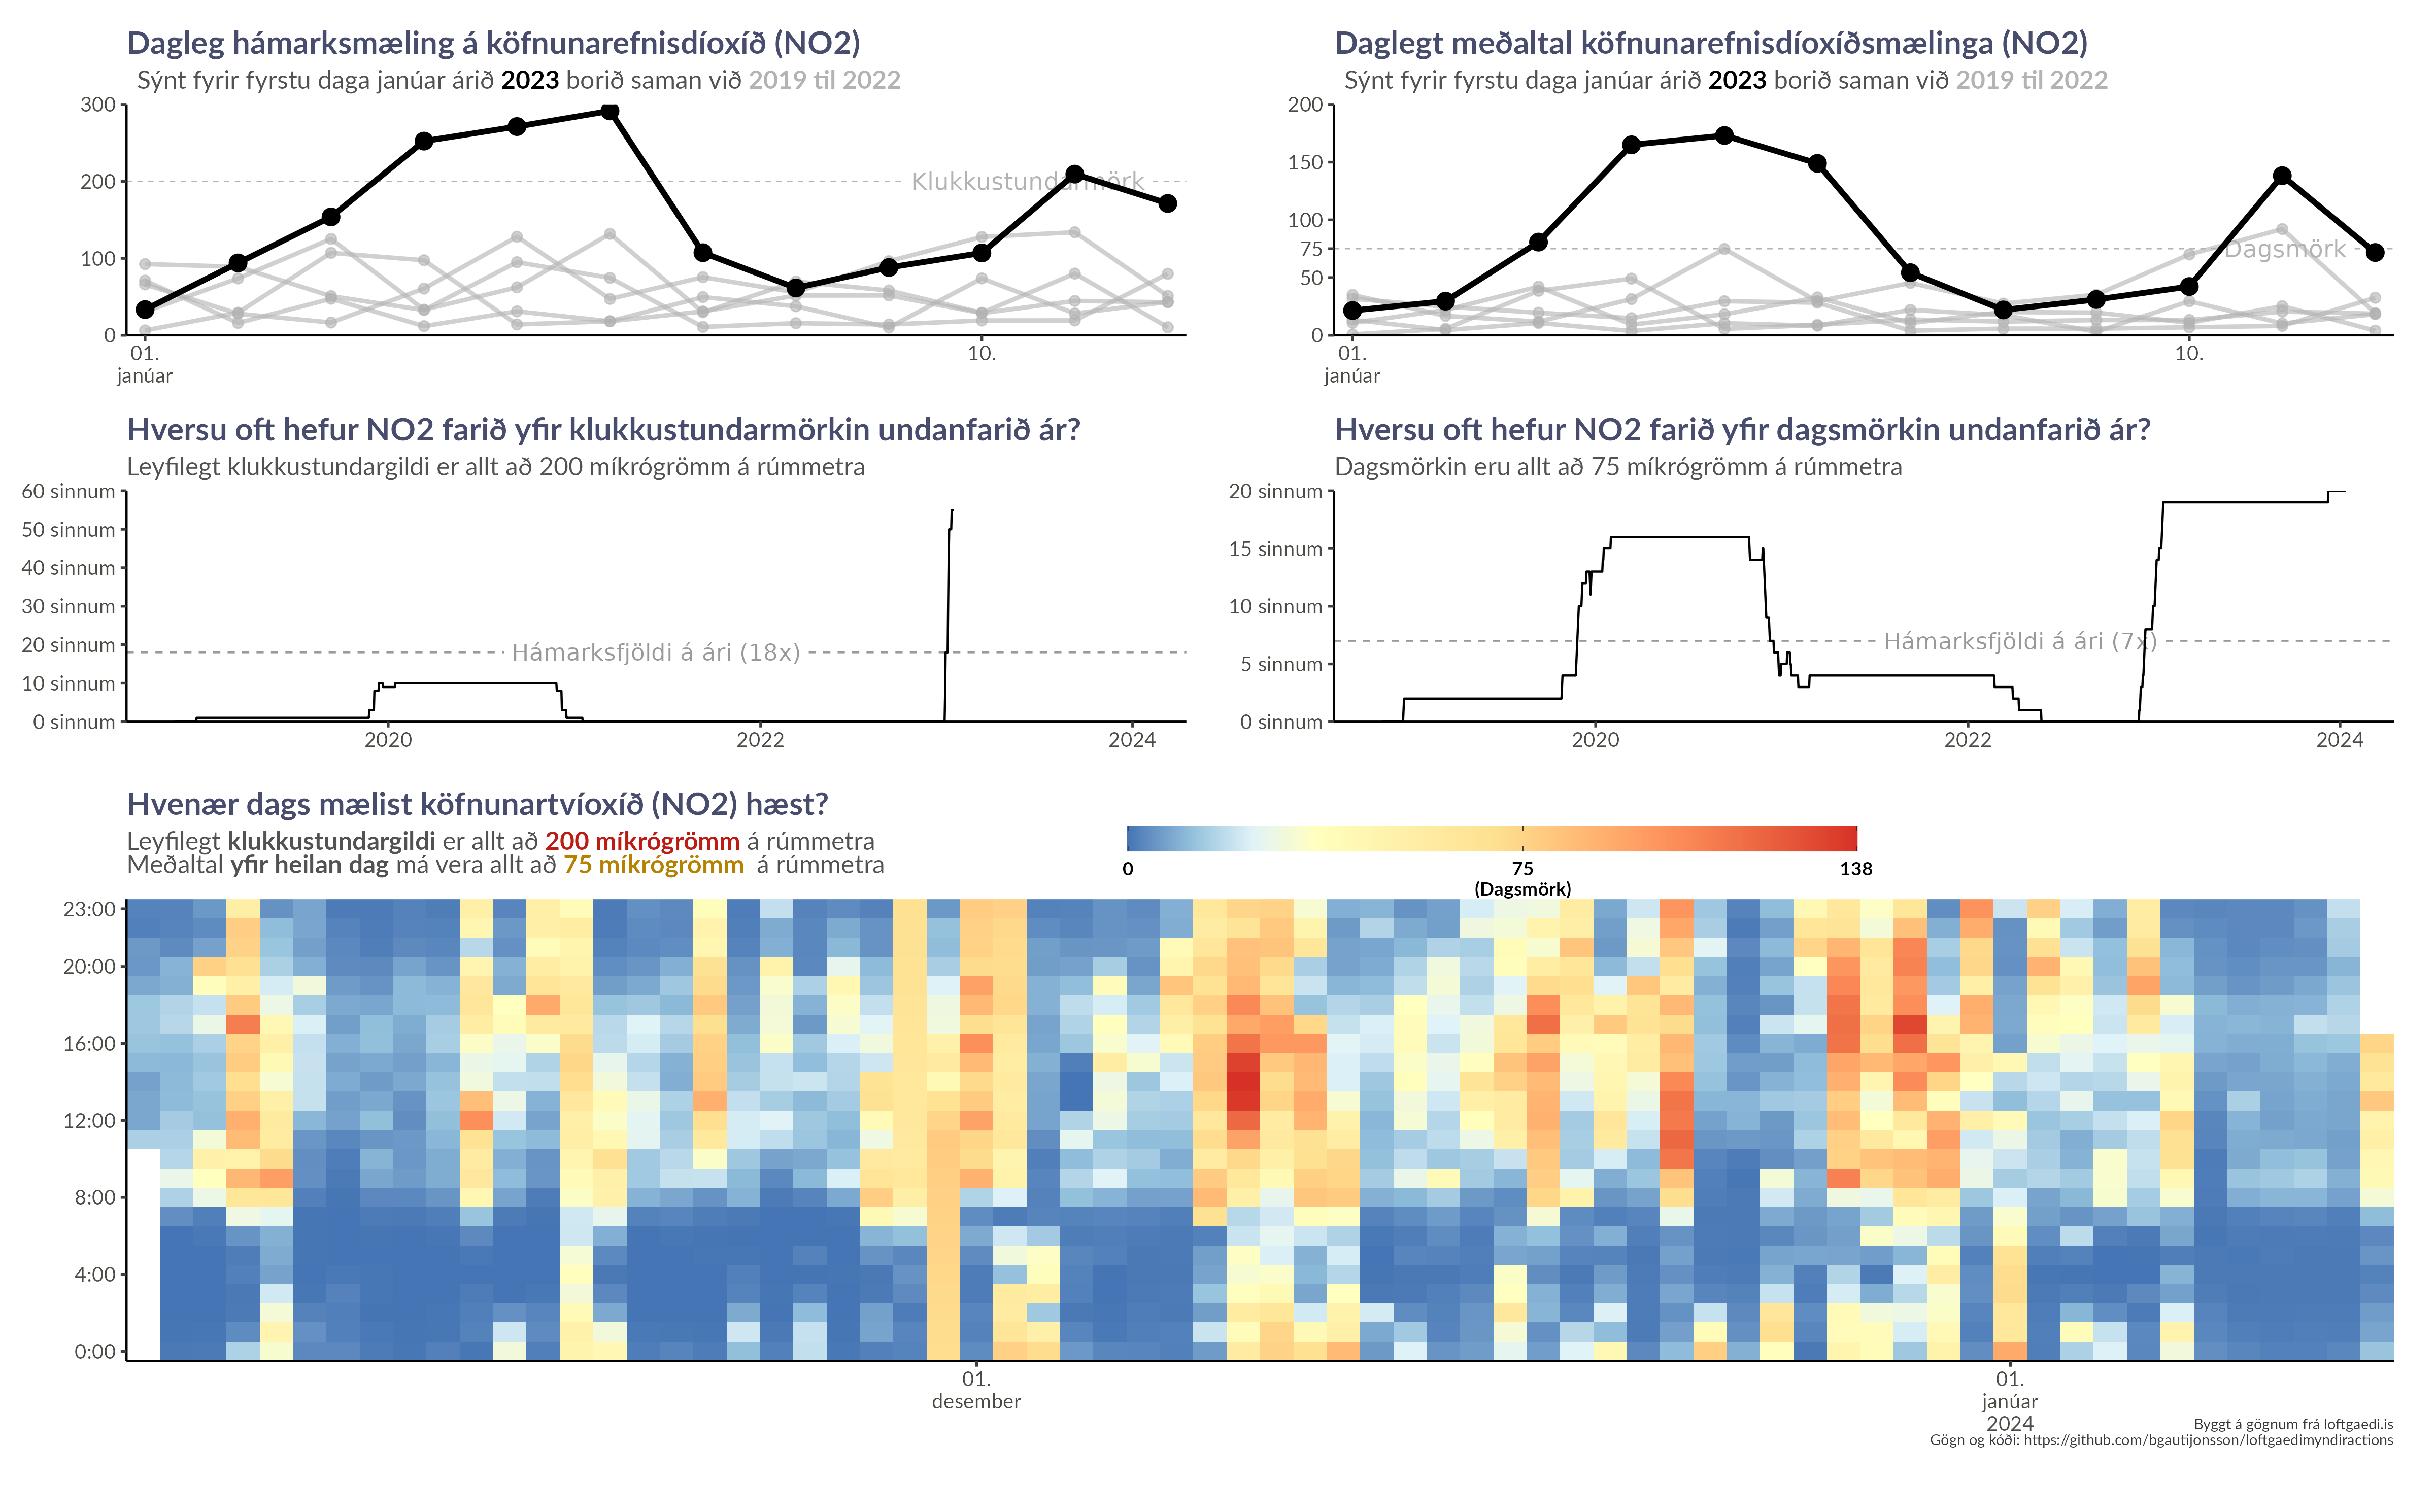 Dagleg hámarksmæling á köfnunarefnisdíoxíð (NO2)
Sýnt fyrir fyrstu daga janúar árið 2023 borið saman við 2019 til 2022
300
200
100
0
Klukkustundarmörk
01.
janúar
10.
Daglegt meðaltal köfnunarefnisdíoxíðsmælinga (NO2)
Sýnt fyrir fyrstu daga janúar árið 2023 borið saman við 2019 til 2022
200
150
100
75
50
0
Dagsmörk
01.
janúar
10.
Hversu oft hefur NO2 farið yfir klukkustundarmörkin undanfarið ár?
Leyfilegt klukkustundargildi er allt að 200 míkrógrömm á rúmmetra
60 sinnum
50 sinnum
40 sinnum
30 sinnum
20 sinnum
10 sinnum
0 sinnum
Hámarksfjöldi á ári (18x)
2020
2022
2024
Hversu oft hefur NO2 farið yfir dagsmörkin undanfarið ár?
Dagsmörkin eru allt að 75 míkrógrömm á rúmmetra
20 sinnum
15 sinnum
10 sinnum
5 sinnum
0 sinnum
Hámarksfjöldi á ári (7x)
2020
2022
2024
Hvenær dags mælist köfnunartvíoxíð (NO2) hæst?
Leyfilegt klukkustundargildi er allt að 200 míkrógrömm á rúmmetra
Meðaltal yfir heilan dag má vera allt að 75 míkrógrömm á rúmmetra
0
75
(Dagsmörk)
138
23:00
20:00
16:00
12:00
8:00
4:00
0:00
01.
desember
01.
janúar
2024
Byggt á gögnum frá loftgaedi.is
Gögn og kóði: https://github.com/bgautijonsson/loftgaedimyndiractions